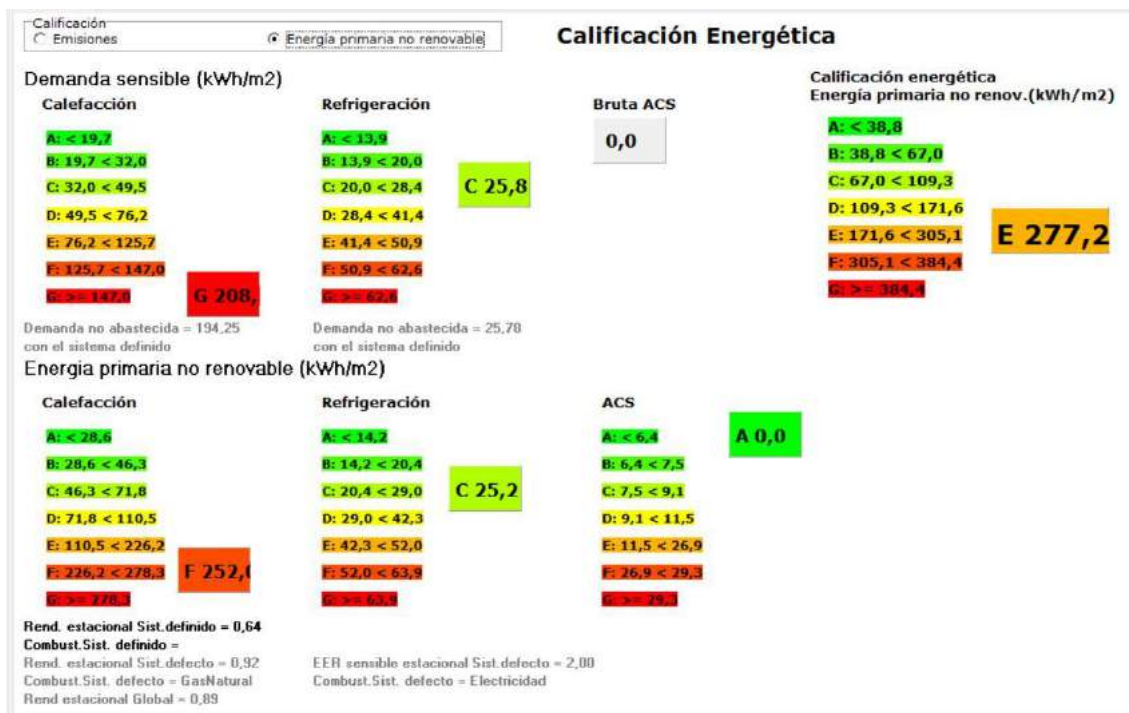 Calificación
Emisiones
Energía primaria no renovable
Calificación Energética
Demanda sensible (kWh/m2)
Calefacción
A: < 19,7
B: 19,7 < 32,0
C: 32,0 < 49,5
D: 49,5 < 76,2
E: 76,2 < 125,7
F: 125,7 < 147,0
G: >= 147,0
G 208,
Demanda no abastecida = 194,25
con el sistema definido
Refrigeración
A: < 13,9
B: 13,9 < 20,0
C: 20,0 < 28,4
D: 28,4 < 41,4
E: 41,4 < 50,9
F: 50,9 < 62,6
G: >= 62,6
C 25,8
Demanda no abastecida = 25,78
con el sistema definido
Bruta ACS
0,0
Calificación energética
Energía primaria no renov.(kWh/m2)
A: < 38,8
B: 38,8 < 67,0
C: 67,0 < 109,3
D: 109,3 < 171,6
E: 171,6 < 305,1
F: 305,1 < 384,4
G: >= 384,4
E 277,2
Energia primaria no renovable (kWh/m2)
Calefacción
A: < 28,6
B: 28,6 < 46,3
C: 46,3 < 71,8
D: 71,8 < 110,5
E: 110,5 < 226,2
F: 226,2 < 278,3
G: >= 278,3
F 252,0
Rend. estacional Sist.definido = 0,64
Combust.Sist. definido =
Rend. estacional Sist.defecto = 0,92
Combust.Sist. defecto = GasNatural
Rend estacional Global = 0,89
Refrigeración
A: < 14,2
B: 14,2 < 20,4
C: 20,4 < 29,0
D: 29,0 < 42,3
E: 42,3 < 52,0
F: 52,0 < 63,9
G: >= 63,9
C 25,2
EER sensible estacional Sist.defecto = 2,00
Combust.Sist. defecto = Electricidad
ACS
A: < 6,4
B: 6,4 < 7,5
C: 7,5 < 9,1
D: 9,1 < 11,5
E: 11,5 < 26,9
F: 26,9 < 29,3
G: >= 29,3
A 0,0